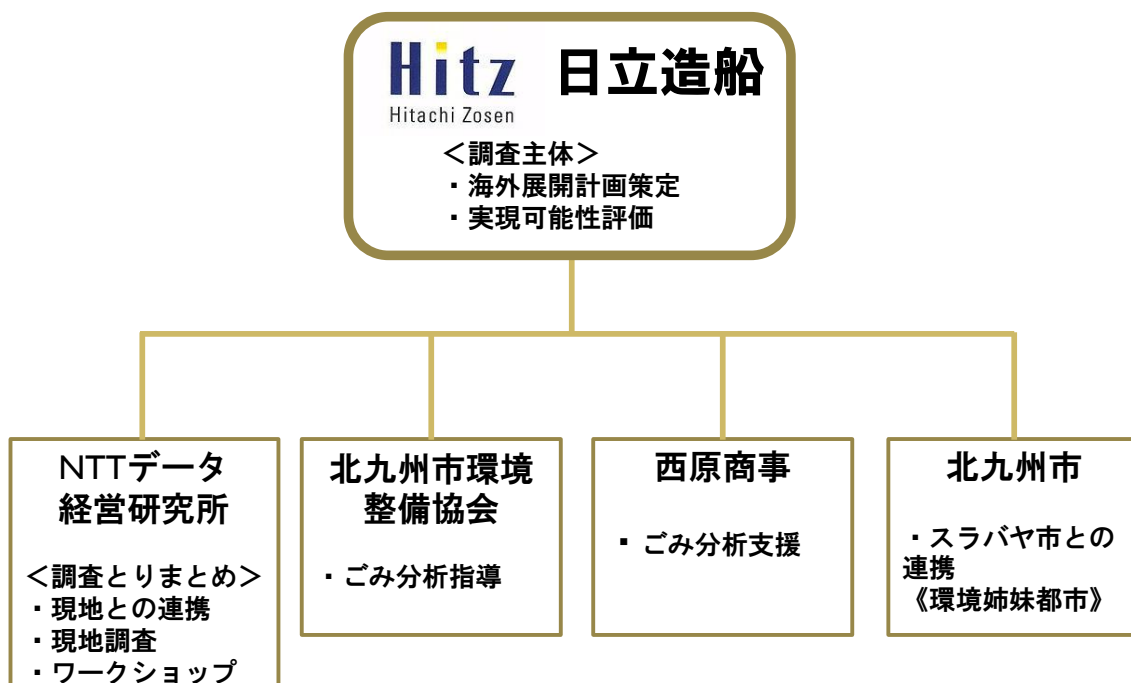 Hitz 日立造船
Hitachi Zosen
＜調査主体＞
・海外展開計画策定
・実現可能性評価
NTTデータ
経営研究所
＜調査とりまとめ＞
・現地との連携
・現地調査
・ワークショップ
北九州市環境
整備協会
・ごみ分析指導
西原商事
・ごみ分析支援
北九州市
・スラバヤ市との
連携
《環境姉妹都市》